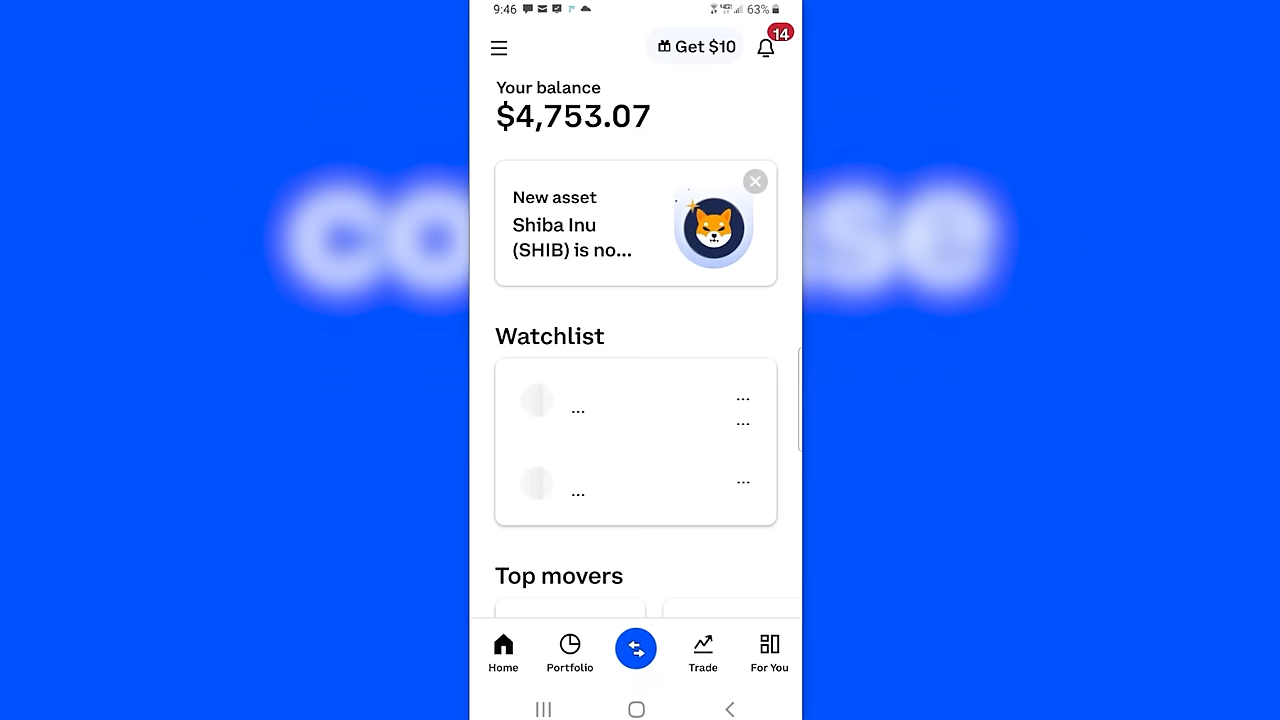 9:46
63%
Get $10
14
Your balance
$4,753.07
New asset
Shiba Inu
(SHIB) is no...
Watchlist
... ...
...
... ...
Top movers
Home Portfolio Trade For You